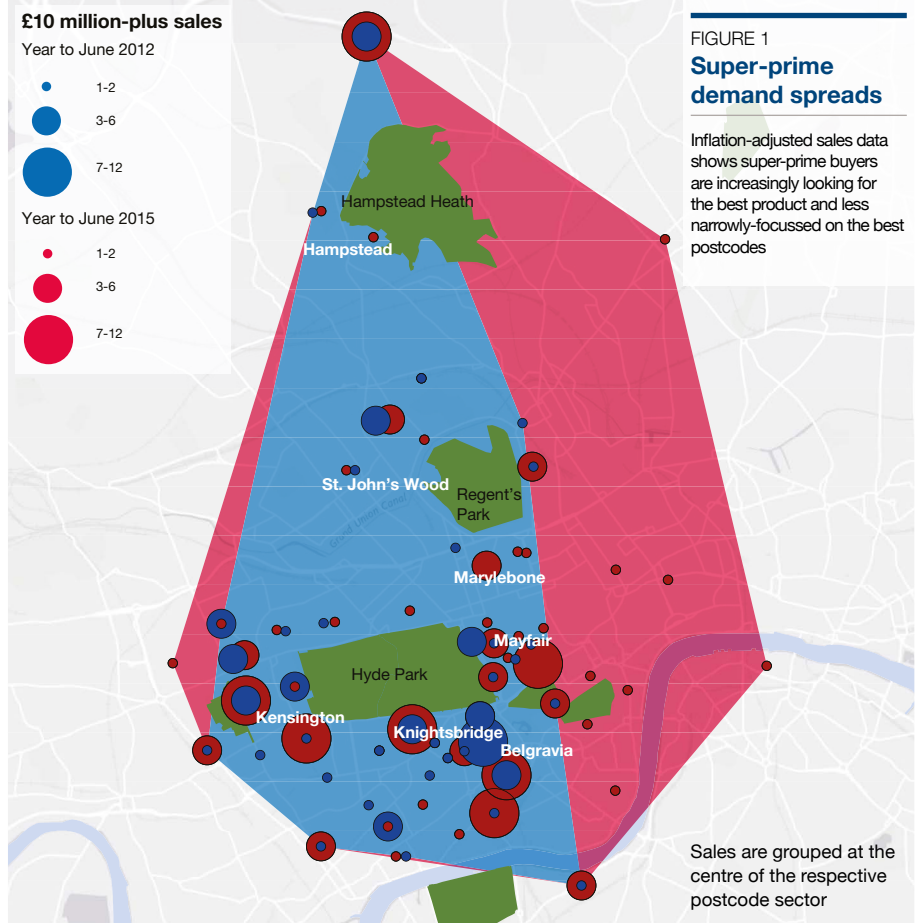 £10 million-plus sales
Year to June 2012
1-2
3-6
7-12
Year to June 2015
1-2
3-6
7-12
FIGURE 1
Super-prime
demand spreads
Inflation-adjusted sales data
shows super-prime buyers
are increasingly looking for
the best product and less
narrowly-focussed on the best
postcodes
Hampstead Heath
Hampstead
St. John's Wood
Regent's
Park
Grand Union Canal
Marylebone
Mayfair
Hyde Park
Kensington
Knightsbridge
Belgravia
Sales are grouped at the
centre of the respective
postcode sector